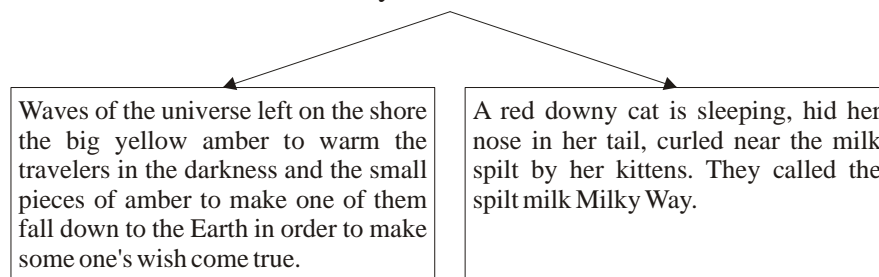 Waves of the universe left on the shore
the big yellow amber to warm the
travelers in the darkness and the small
pieces of amber to make one of them
fall down to the Earth in order to make
some one's wish come true.
A red downy cat is sleeping, hid her
nose in her tail, curled near the milk
spilt by her kittens. They called the
spilt milk Milky Way.